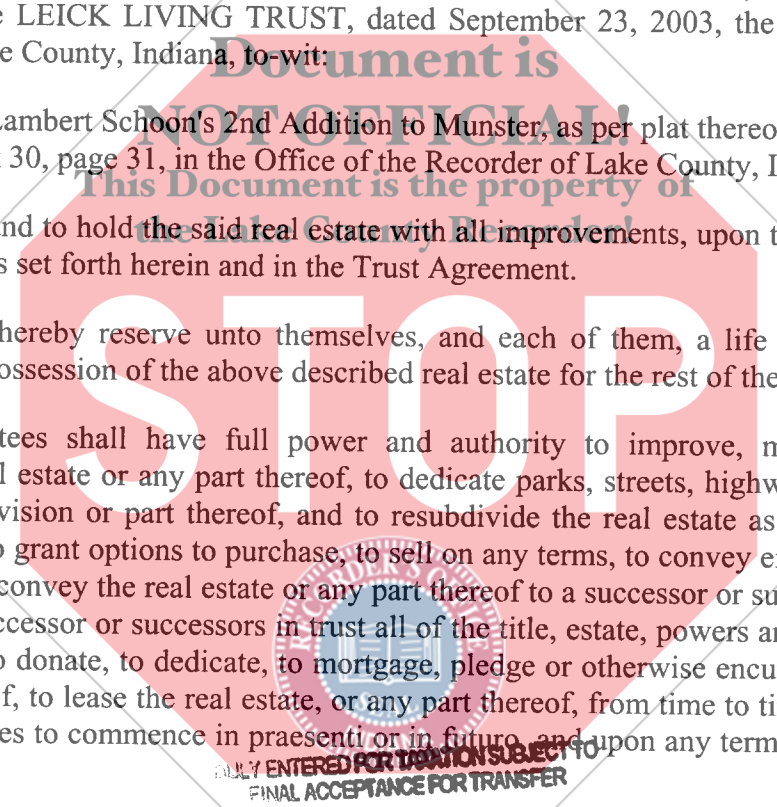 e LEICK LIVING TRUST, dated September 23, 2003, the
e County, Indiana, to-wit:
Document is
NOT OFFICIAL!
Lambert Schoon's 2nd Addition to Munster, as per plat thereo
30, page 31, in the Office of the Recorder of Lake County, I
This Document is the property of
the Lake County Recorder!
nd to hold the said real estate with all improvements, upon t
s set forth herein and in the Trust Agreement.
STOP
hereby reserve unto themselves, and each of them, a life
ossession of the above described real estate for the rest of the
tees shall have full power and authority to improve, m
l estate or any part thereof, to dedicate parks, streets, highw
vision or part thereof, and to resubdivide the real estate as
o grant options to purchase, to sell on any terms, to convey e
convey the real estate or any part thereof to a successor or su
ccessor or successors in trust all of the title, estate, powers a
o donate, to dedicate, to mortgage, pledge or otherwise encu
f, to lease the real estate, or any part thereof, from time to ti
es to commence in praesenti or in futuro, and upon any term
RECORDER'S
DULY ENTERED FOR TAXATION SUBJECT TO
FINAL ACCEPTANCE FOR TRANSFER